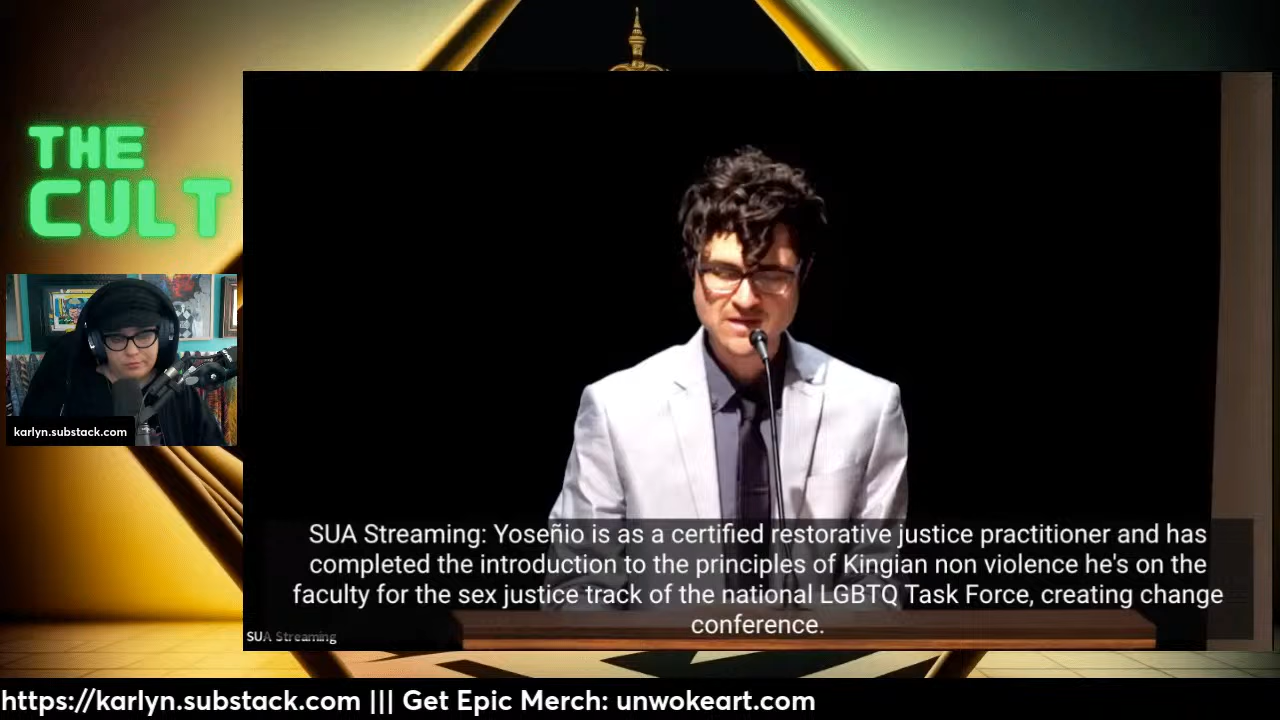 THE
CULT
karlyn.substack.com
SUA Streaming: Yoseñio is as a certified restorative justice practitioner and has
completed the introduction to the principles of Kingian non violence he's on the
faculty for the sex justice track of the national LGBTQ Task Force, creating change
conference.
SUA Streaming
https://karlyn.substack.com ||| Get Epic Merch: unwokeart.com